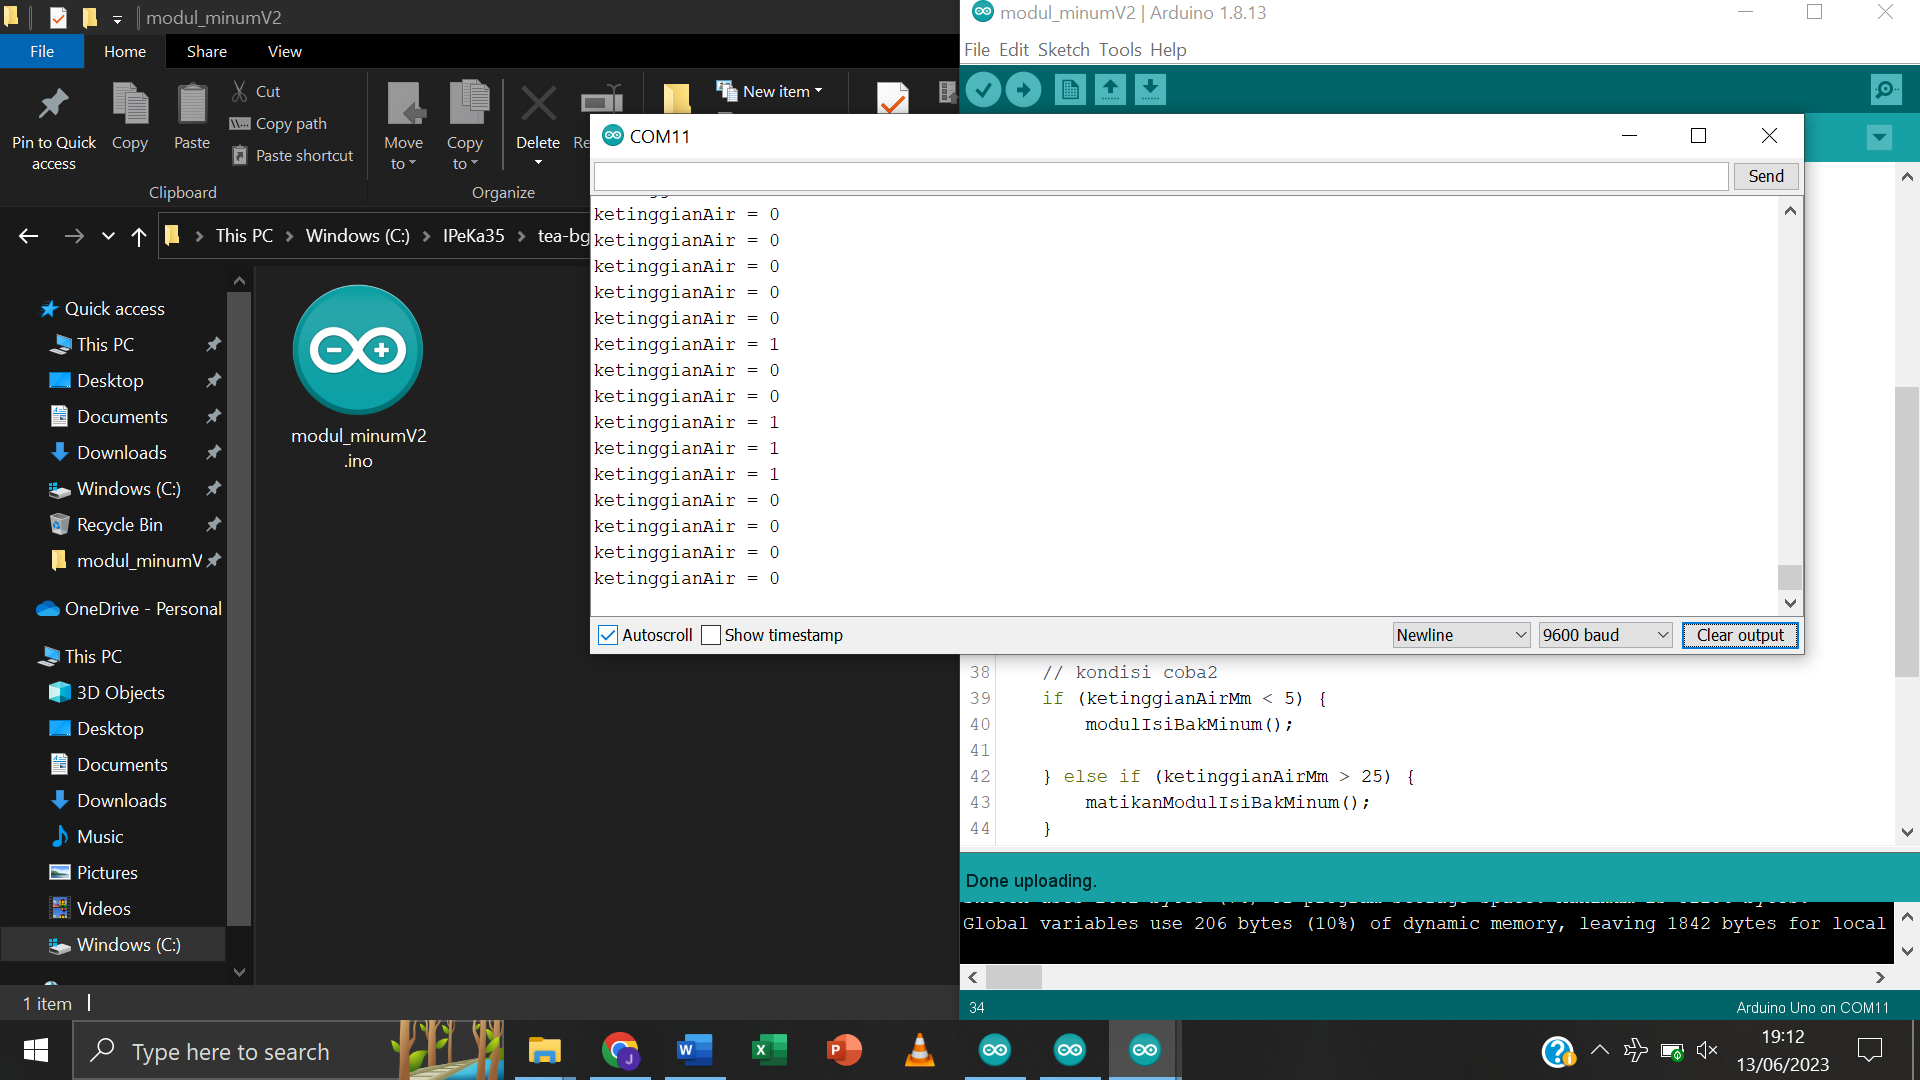 modul_minumV2
File Home Share View
Pin to Quick access
Copy
Paste
Cut
Copy path
Paste shortcut
Clipboard
Move to
Copy to
Delete
New item
Organize
This PC Windows (C:) IPeKa35
Quick access
This PC
Desktop
Documents
Downloads
Windows (C:)
Recycle Bin
modul_minumV
OneDrive - Personal
This PC
3D Objects
Desktop
Documents
Downloads
Music
Pictures
Videos
Windows (C:)
modul_minumV2
.ino
1 item
modul_minumV2 | Arduino 1.8.13
File Edit Sketch Tools Help
COM11
Send
ketinggianAir = 0
ketinggianAir = 0
ketinggianAir = 0
ketinggianAir = 0
ketinggianAir = 0
ketinggianAir = 1
ketinggianAir = 0
ketinggianAir = 0
ketinggianAir = 1
ketinggianAir = 1
ketinggianAir = 1
ketinggianAir = 0
ketinggianAir = 0
ketinggianAir = 0
ketinggianAir = 0
Autoscroll Show timestamp Newline 9600 baud Clear output
38 // kondisi coba2
39 if (ketinggianAirMm < 5) {
40 modulIsiBakMinum();
41
42 } else if (ketinggianAirMm > 25) {
43 matikanModulIsiBakMinum();
44 }
Done uploading.
Global variables use 206 bytes (10%) of dynamic memory, leaving 1842 bytes for local
34 Arduino Uno on COM11
Type here to search
19:12
13/06/2023